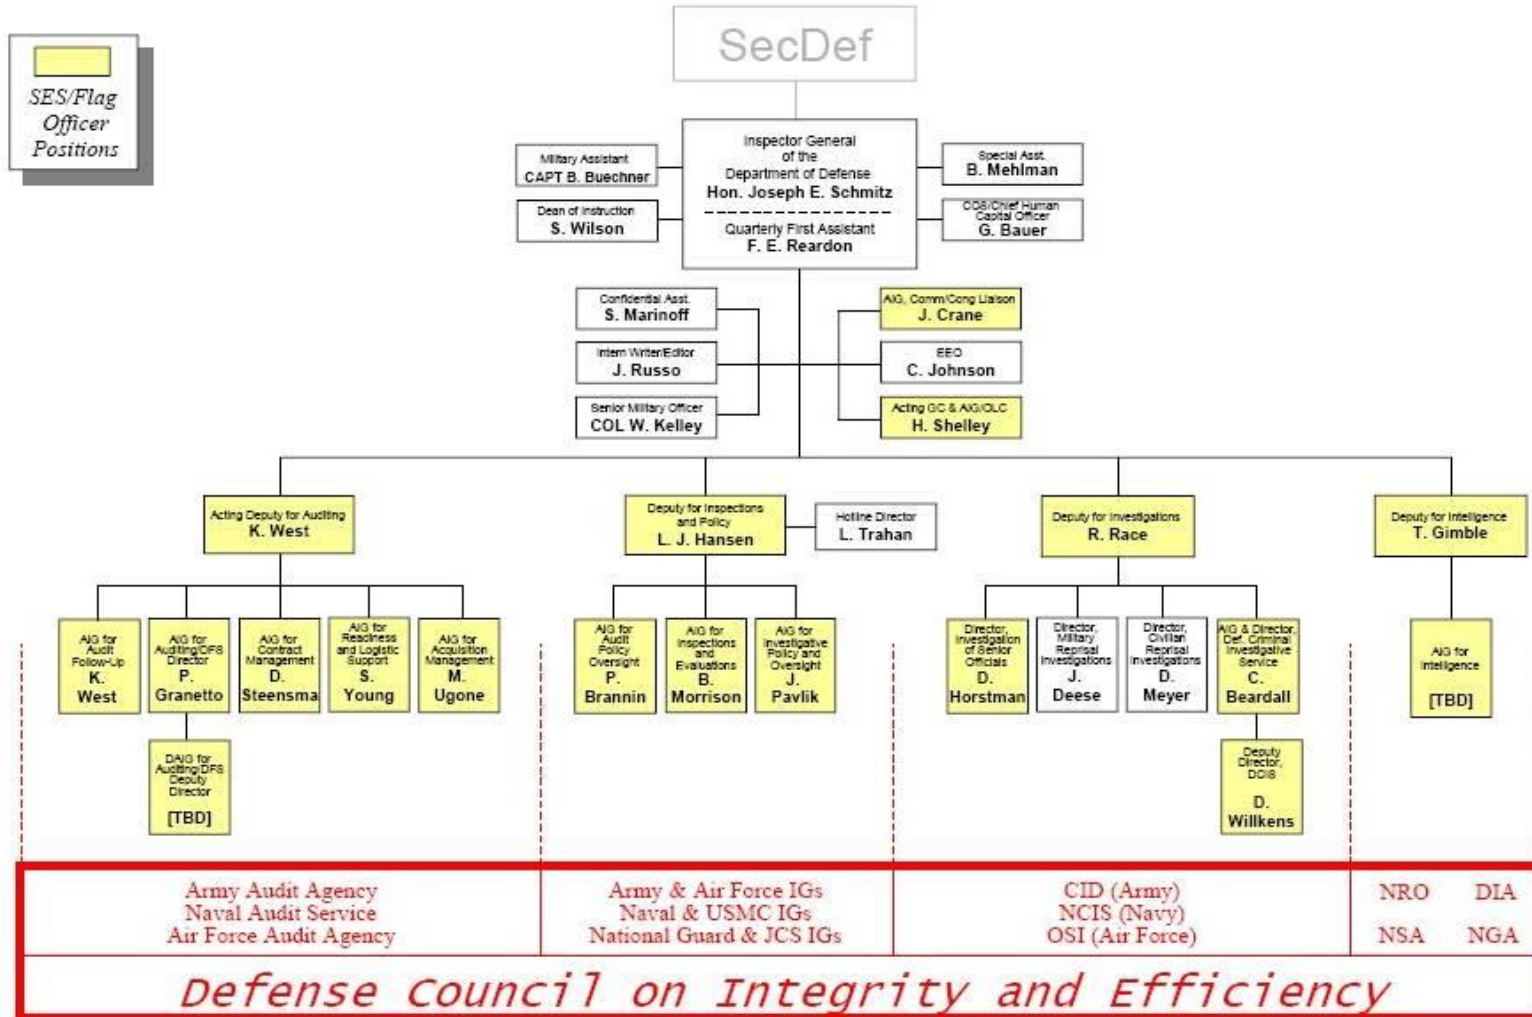 SecDef
SES/Flag
Officer
Positions
Inspector General
of the
Department of Defense
Hon. Joseph E. Schmitz
Quarterly First Assistant
F. E. Reardon
Military Assistant
CAPT B. Buechner
Dean of Instruction
S. Wilson
Special Asst.
B. Mehlman
COS/Chief Human
Capital Officer
G. Bauer
Confidential Asst.
S. Marinoff
Intern Writer/Editor
J. Russo
Senior Military Officer
COL W. Kelley
AIG, Comm/Cong Liaison
J. Crane
EEO
C. Johnson
Acting GC & AIG/OLC
H. Shelley
Acting Deputy for Auditing
K. West
Deputy for Inspections
and Policy
L. J. Hansen
Hotline Director
L. Trahan
Deputy for Investigations
R. Race
Deputy for Intelligence
T. Gimble
AIG for
Audit
Follow-Up
K.
West
AIG for
Auditing/DFS
Director
P.
Granetto
AIG for
Contract
Management
D.
Steensma
AIG for
Readiness
and Logistic
Support
S.
Young
AIG for
Acquisition
Management
M.
Ugone
AIG for
Audit
Policy
Oversight
P.
Brannin
AIG for
Inspections
and
Evaluations
B.
Morrison
AIG for
Investigative
Policy and
Oversight
J.
Pavlik
Director,
Investigation
of Senior
Officials
D.
Horstman
Director,
Military
Reprisal
Investigations
J.
Deese
Director,
Civilian
Reprisal
Investigations
D.
Meyer
AIG & Director,
Def. Criminal
Investigative
Service
C.
Beardall
AIG for
Intelligence
[TBD]
DAIG for
Auditing/DFS
Deputy
Director
[TBD]
Deputy
Director,
DCIS
D.
Willkens
Army Audit Agency
Naval Audit Service
Air Force Audit Agency
Army & Air Force IGs
Naval & USMC IGs
National Guard & JCS IGs
CID (Army)
NCIS (Navy)
OSI (Air Force)
NRO DIA
NSA NGA
Defense Council on Integrity and Efficiency